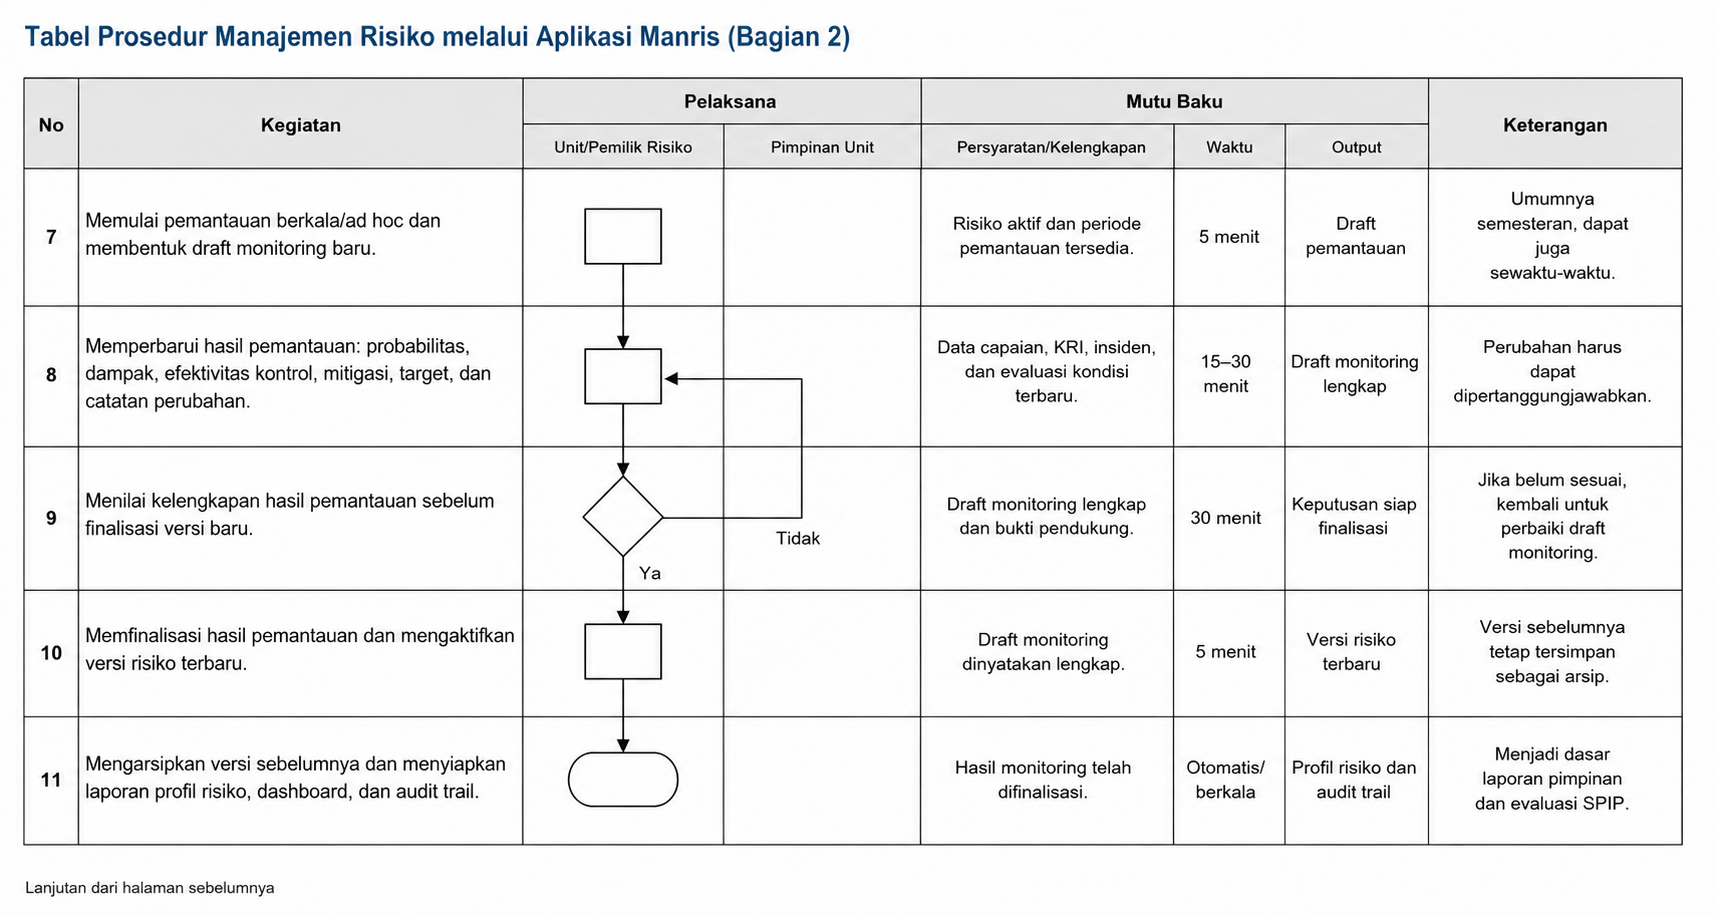 Tabel Prosedur Manajemen Risiko melalui Aplikasi Manris (Bagian 2)
No
Kegiatan
Pelaksana
Mutu Baku
Keterangan
Unit/Pemilik Risiko
Pimpinan Unit
Persyaratan/Kelengkapan
Waktu
Output
7
Memulai pemantauan berkala/ad hoc dan
membentuk draft monitoring baru.
Risiko aktif dan periode
pemantauan tersedia.
5 menit
Draft
pemantauan
Umumnya
semesteran, dapat
juga
sewaktu-waktu.
8
Memperbarui hasil pemantauan: probabilitas,
dampak, efektivitas kontrol, mitigasi, target, dan
catatan perubahan.
Data capaian, KRI, insiden,
dan evaluasi kondisi
terbaru.
15–30
menit
Draft monitoring
lengkap
Perubahan harus
dapat
dipertanggungjawabkan.
9
Menilai kelengkapan hasil pemantauan sebelum
finalisasi versi baru.
Tidak
Ya
Draft monitoring lengkap
dan bukti pendukung.
30 menit
Keputusan siap
finalisasi
Jika belum sesuai,
kembali untuk
perbaiki draft
monitoring.
10
Memfinalisasi hasil pemantauan dan mengaktifkan
versi risiko terbaru.
Draft monitoring
dinyatakan lengkap.
5 menit
Versi risiko
terbaru
Versi sebelumnya
tetap tersimpan
sebagai arsip.
11
Mengarsipkan versi sebelumnya dan menyiapkan
laporan profil risiko, dashboard, dan audit trail.
Hasil monitoring telah
difinalisasi.
Otomatis/
berkala
Profil risiko dan
audit trail
Menjadi dasar
laporan pimpinan
dan evaluasi SPIP.
Lanjutan dari halaman sebelumnya